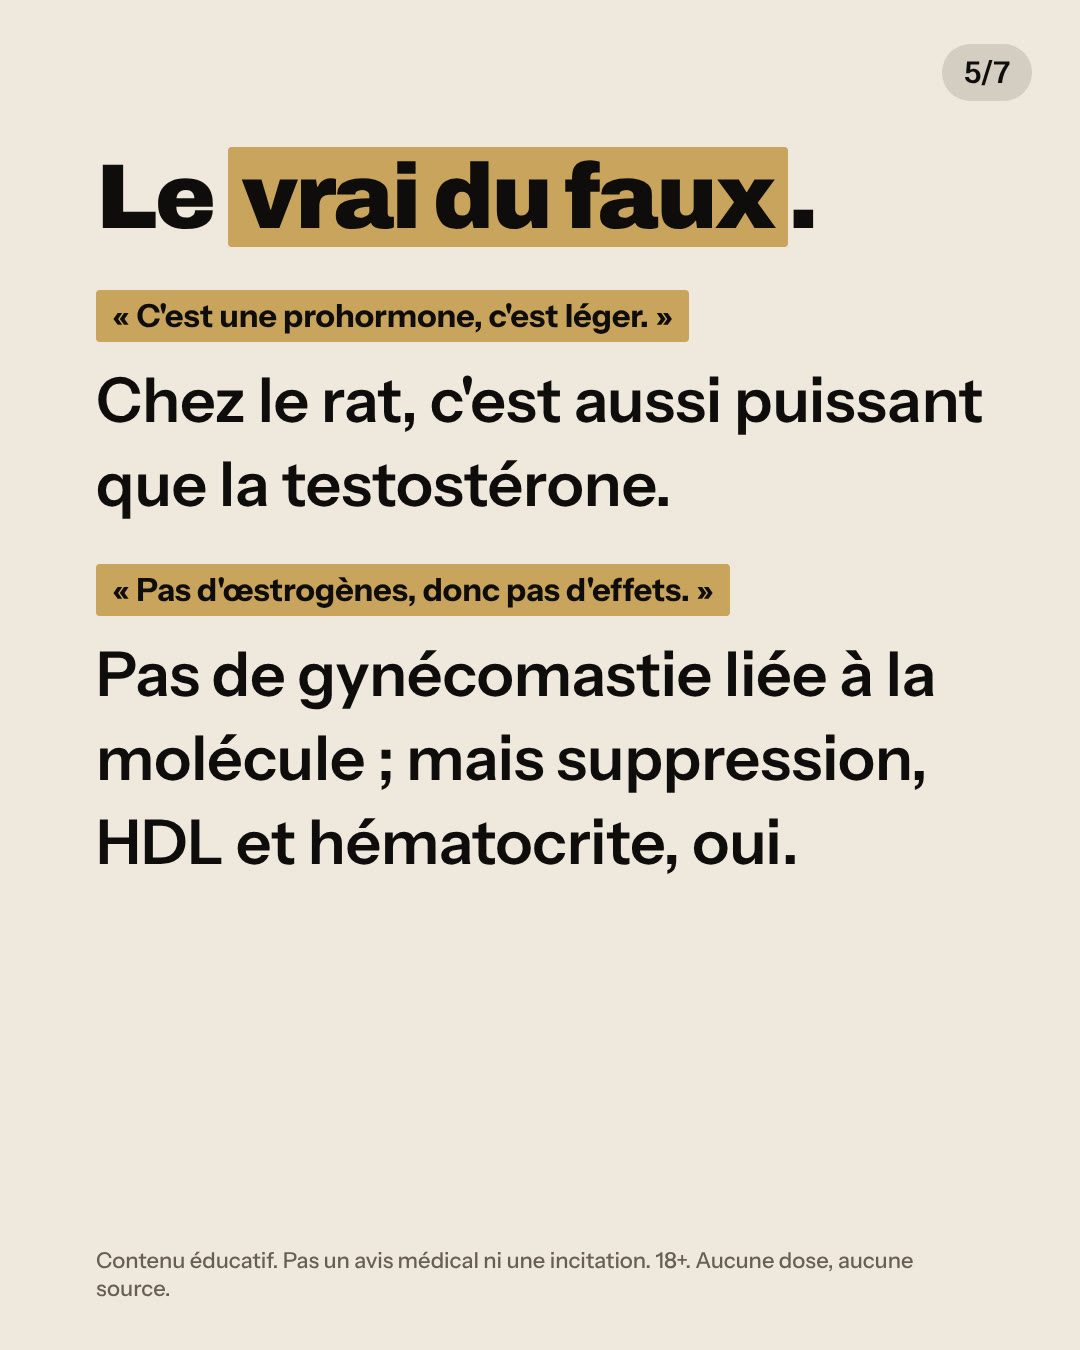 5/7
Le vrai du faux.
« C'est une prohormone, c'est léger. »
Chez le rat, c'est aussi puissant
que la testostérone.
« Pas d'œstrogènes, donc pas d'effets. »
Pas de gynécomastie liée à la
molécule ; mais suppression,
HDL et hématocrite, oui.
Contenu éducatif. Pas un avis médical ni une incitation. 18+. Aucune dose, aucune
source.